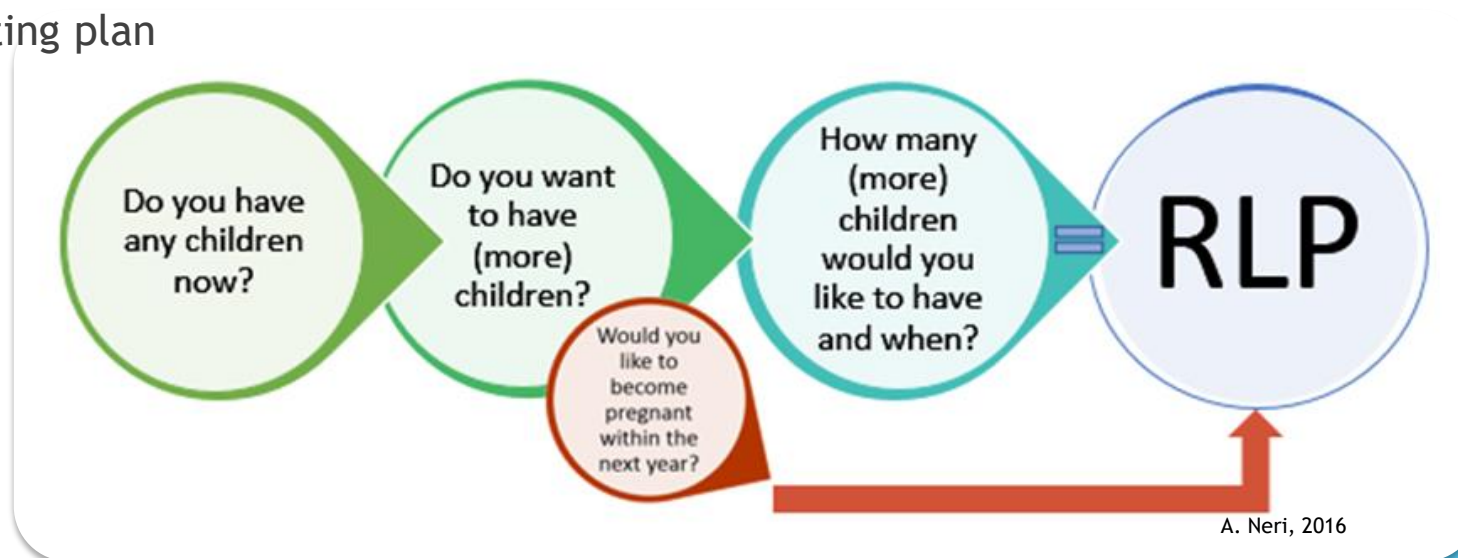 plan
Do you have
any children
now?
Do you want
to have
(more)
children?
Would you
like to
become
pregnant
within the
next year?
How many
(more)
children
would you
like to have
and when?
=
RLP
A. Neri, 2016